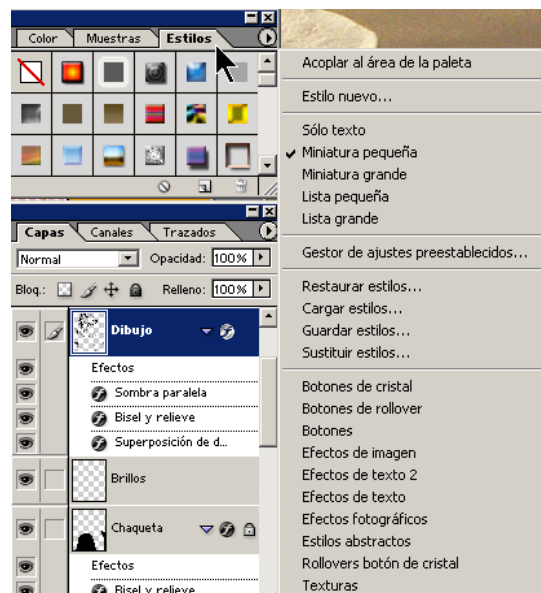 Color Muestras Estilos
Capas Canales Trazados
Normal Opacidad: 100%
Bloq.: Relleno: 100%
Dibujo
Efectos
Sombra paralela
Bisel y relieve
Superposición de d...
Brillos
Chaqueta
Efectos
Bisel y relieve
Acoplar al área de la paleta
Estilo nuevo...
Sólo texto
Miniatura pequeña
Miniatura grande
Lista pequeña
Lista grande
Gestor de ajustes preestablecidos...
Restaurar estilos...
Cargar estilos...
Guardar estilos...
Sustituir estilos...
Botones de cristal
Botones de rollover
Botones
Efectos de imagen
Efectos de texto 2
Efectos de texto
Efectos fotográficos
Estilos abstractos
Rollovers botón de cristal
Texturas